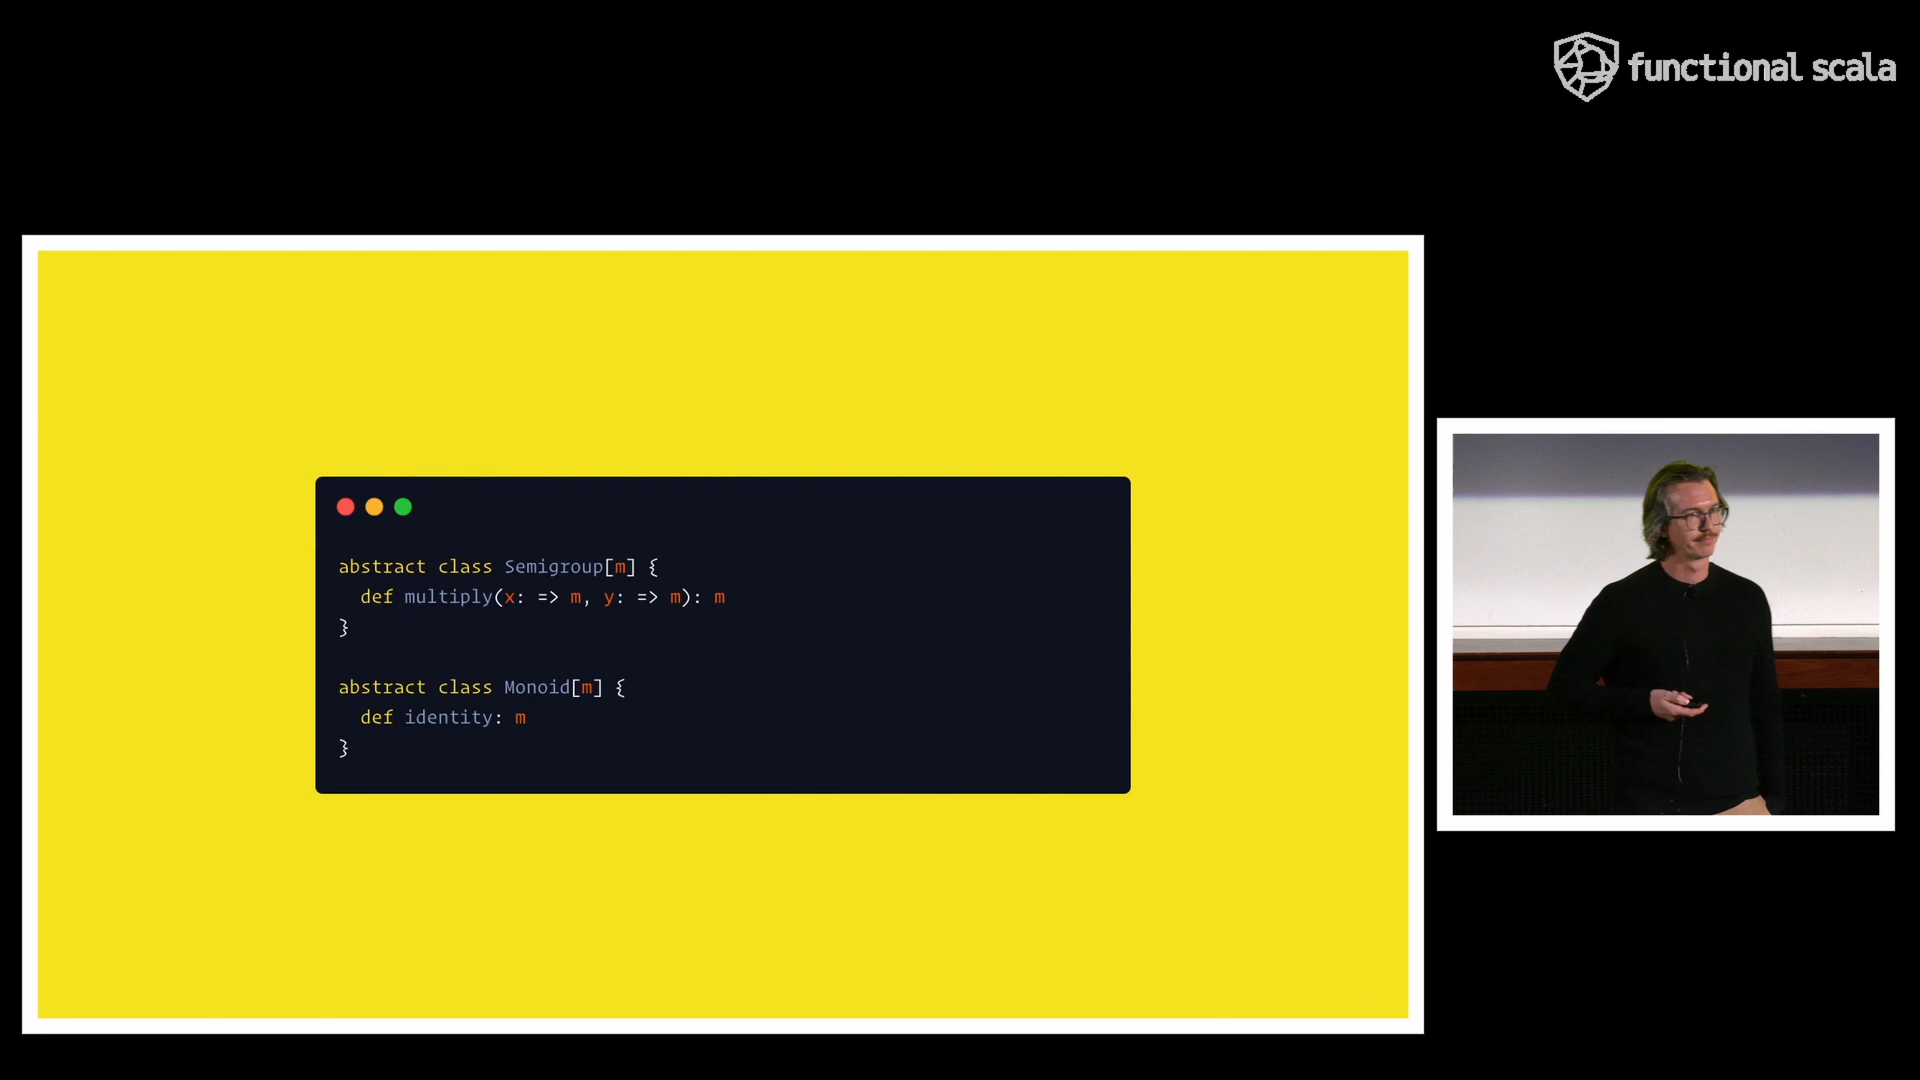 functional scala
abstract class Semigroup[m] {
  def multiply(x: => m, y: => m): m
}
abstract class Monoid[m] {
  def identity: m
}